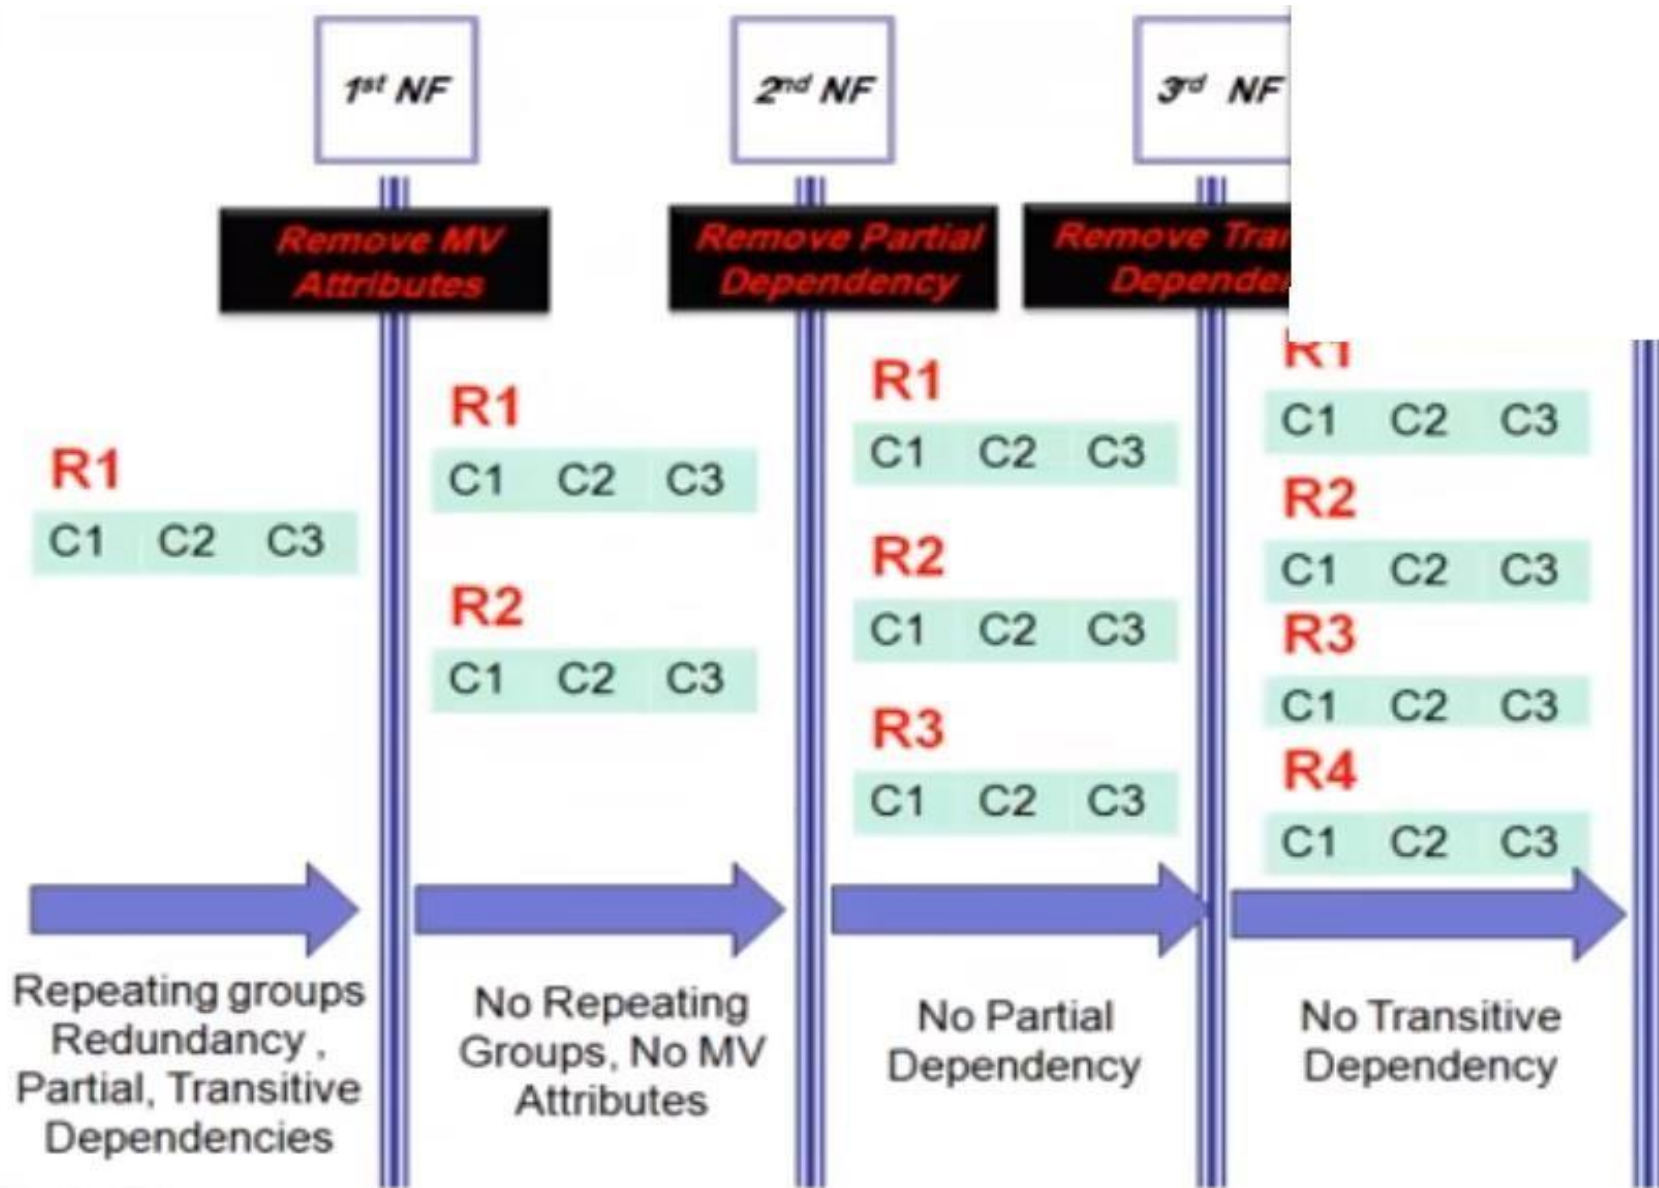 1st NF
2nd NF
3rd NF
Remove MV
Attributes
Remove Partial
Dependency
Remove
R1
C1 C2 C3
R1
C1 C2 C3
R2
C1 C2 C3
R1
C1 C2 C3
R2
C1 C2 C3
R3
C1 C2 C3
R1
C1 C2 C3
R2
C1 C2 C3
R3
C1 C2 C3
R4
C1 C2 C3
Repeating groups
Redundancy ,
Partial, Transitive
Dependencies
No Repeating
Groups, No MV
Attributes
No Partial
Dependency
No Transitive
Dependency